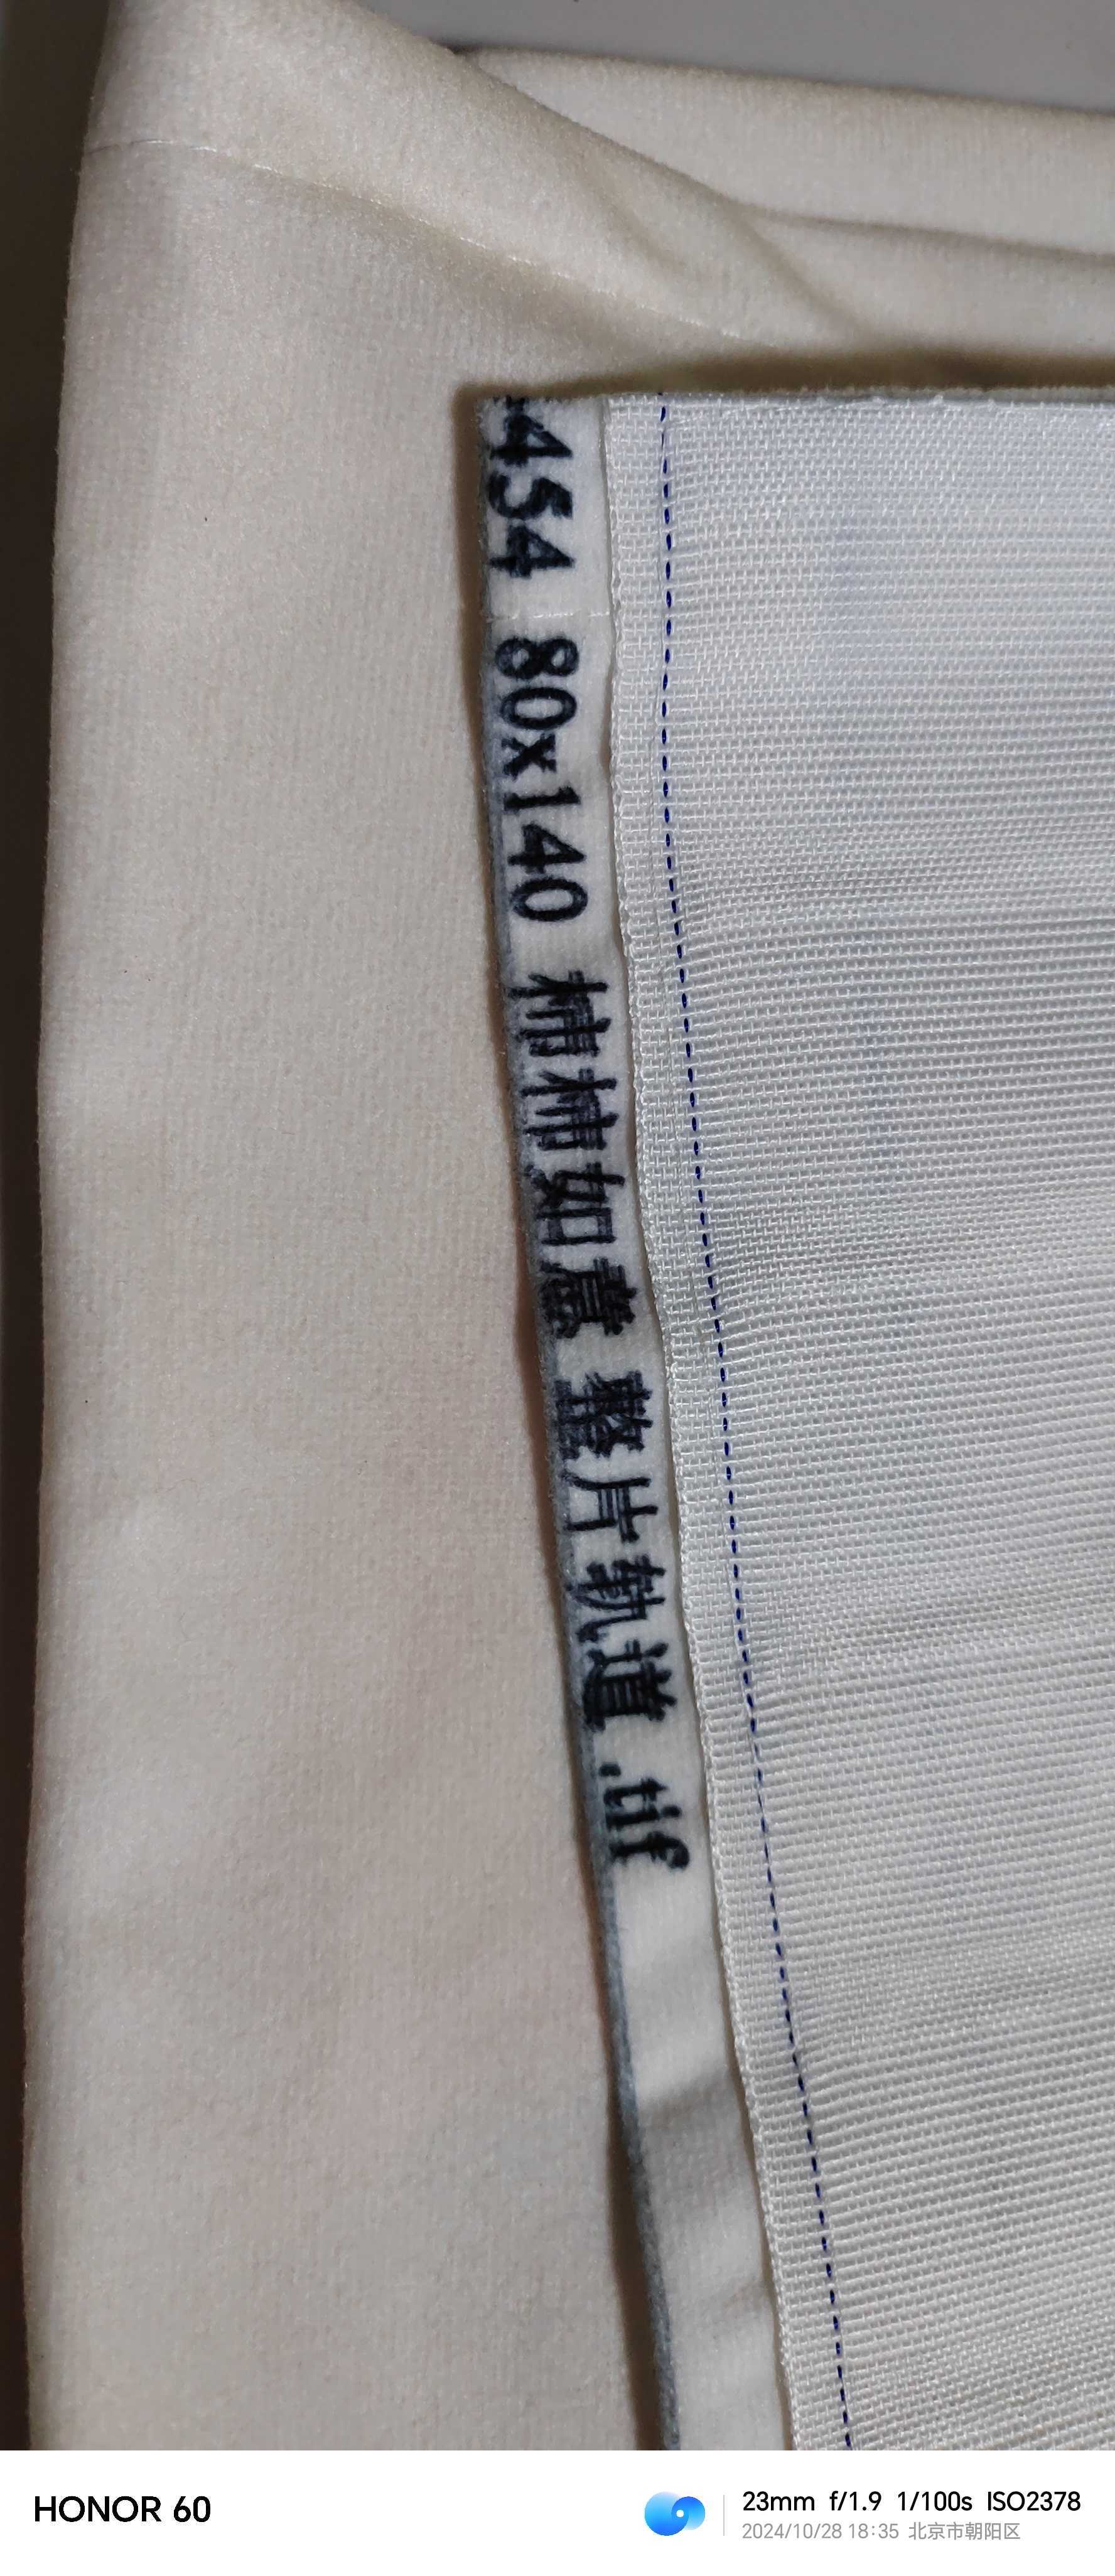 454 80x140 柿柿如意 整片轨道 .tif
HONOR 60
23mm f/1.9 1/100s ISO2378
2024/10/28 18:35 北京市朝阳区